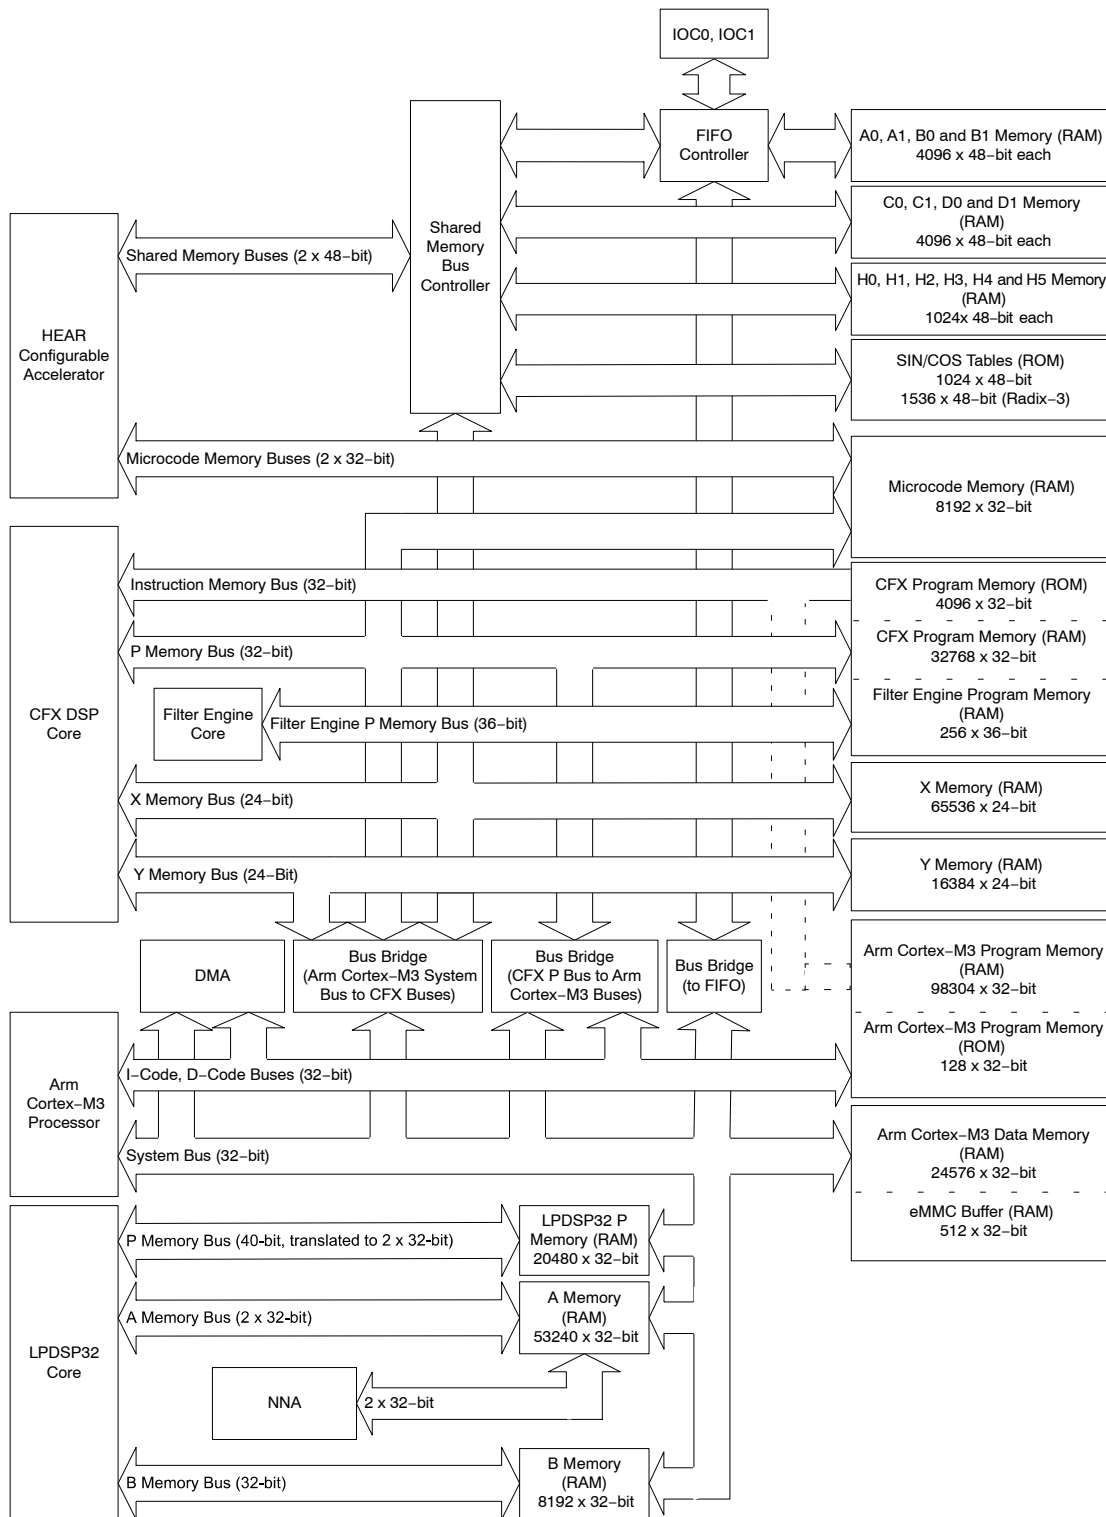 IOC0, IOC1
FIFO
Controller
A0, A1, B0 and B1 Memory (RAM)
4096 x 48−bit each
C0, C1, D0 and D1 Memory
(RAM)
4096 x 48−bit each
Shared
Memory
Bus
Controller
Shared Memory Buses (2 x 48−bit)
H0, H1, H2, H3, H4 and H5 Memory
(RAM)
1024x 48−bit each
HEAR
Configurable
Accelerator
SIN/COS Tables (ROM)
1024 x 48−bit
1536 x 48−bit (Radix−3)
Microcode Memory Buses (2 x 32−bit)
Microcode Memory (RAM)
8192 x 32−bit
Instruction Memory Bus (32−bit)
CFX Program Memory (ROM)
4096 x 32−bit
P Memory Bus (32−bit)
CFX Program Memory (RAM)
32768 x 32−bit
CFX DSP
Core
Filter Engine
Core
Filter Engine P Memory Bus (36−bit)
Filter Engine Program Memory
(RAM)
256 x 36−bit
X Memory Bus (24−bit)
X Memory (RAM)
65536 x 24−bit
Y Memory Bus (24−Bit)
Y Memory (RAM)
16384 x 24−bit
DMA
Bus Bridge
(Arm Cortex−M3 System
Bus to CFX Buses)
Bus Bridge
(CFX P Bus to Arm
Cortex−M3 Buses)
Bus Bridge
(to FIFO)
Arm Cortex−M3 Program Memory
(RAM)
98304 x 32−bit
Arm Cortex−M3 Program Memory
(ROM)
128 x 32−bit
I−Code, D−Code Buses (32−bit)
Arm
Cortex−M3
Processor
System Bus (32−bit)
Arm Cortex−M3 Data Memory
(RAM)
24576 x 32−bit
eMMC Buffer (RAM)
512 x 32−bit
P Memory Bus (40-bit, translated to 2 x 32-bit)
LPDSP32 P
Memory (RAM)
20480 x 32−bit
A Memory Bus (2 x 32-bit)
A Memory
(RAM)
53240 x 32−bit
LPDSP32
Core
NNA
2 x 32−bit
B Memory Bus (32-bit)
B Memory
(RAM)
8192 x 32−bit